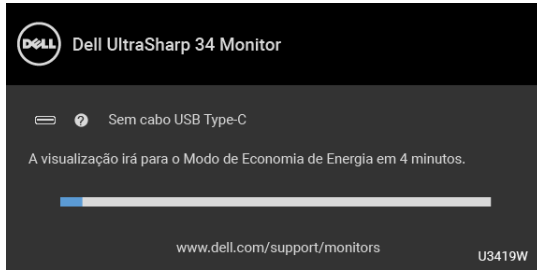 DELL
Dell UltraSharp 34 Monitor
? Sem cabo USB Type-C
A visualização irá para o Modo de Economia de Energia em 4 minutos.
www.dell.com/support/monitors
U3419W